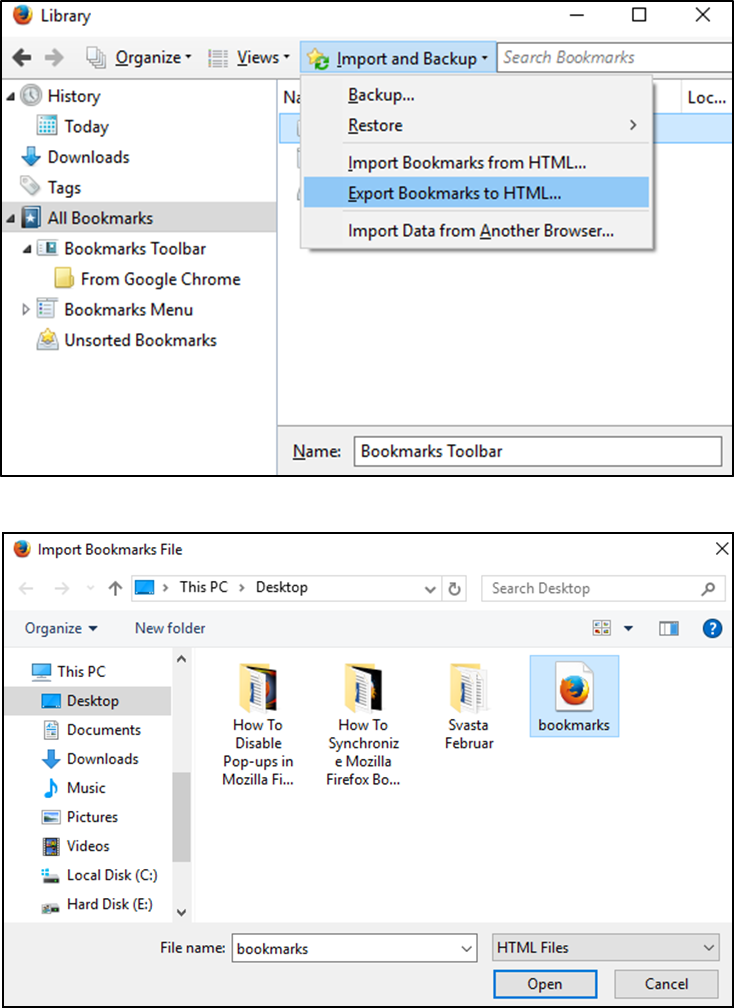 Library
Organize Views Import and Backup Search Bookmarks
History
Today
Downloads
Tags
All Bookmarks
Bookmarks Toolbar
From Google Chrome
Bookmarks Menu
Unsorted Bookmarks
Na
Loc...
Backup...
Restore
Import Bookmarks from HTML...
Export Bookmarks to HTML...
Import Data from Another Browser...
Name: Bookmarks Toolbar
Import Bookmarks File
This PC Desktop Search Desktop
Organize New folder
This PC
Desktop
Documents
Downloads
Music
Pictures
Videos
Local Disk (C:)
Hard Disk (E:)
How To
Disable
Pop-ups in
Mozilla Fi...
How To
Synchroniz
e Mozilla
Firefox Bo...
Svasta
Februar
bookmarks
File name: bookmarks HTML Files
Open Cancel